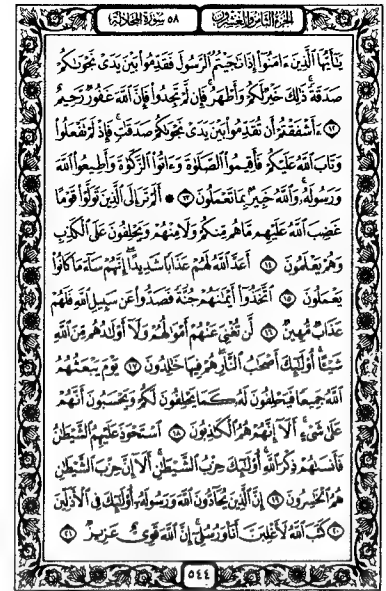 الجزء الثامن والعشرون ٥٨ سورة المجادلة
يَٰٓأَيُّهَا ٱلَّذِينَ ءَامَنُوٓا۟ إِذَا نَٰجَيْتُمُ ٱلرَّسُولَ فَقَدِّمُوا۟ بَيْنَ يَدَىْ نَجْوَىٰكُمْ
صَدَقَةً ۚ ذَٰلِكَ خَيْرٌ لَّكُمْ وَأَطْهَرُ ۚ فَإِن لَّمْ تَجِدُوا۟ فَإِنَّ ٱللَّهَ غَفُورٌ رَّحِيمٌ
١٢ ءَأَشْفَقْتُمْ أَن تُقَدِّمُوا۟ بَيْنَ يَدَىْ نَجْوَىٰكُمْ صَدَقَٰتٍ ۚ فَإِذْ لَمْ تَفْعَلُوا۟
وَتَابَ ٱللَّهُ عَلَيْكُمْ فَأَقِيمُوا۟ ٱلصَّلَوٰةَ وَءَاتُوا۟ ٱلزَّكَوٰةَ وَأَطِيعُوا۟ ٱللَّهَ
وَرَسُولَهُۥ ۚ وَٱللَّهُ خَبِيرٌۢ بِمَا تَعْمَلُونَ ١٣ ۞ أَلَمْ تَرَ إِلَى ٱلَّذِينَ تَوَلَّوْا۟ قَوْمًا
غَضِبَ ٱللَّهُ عَلَيْهِم مَّا هُم مِّنكُمْ وَلَا مِنْهُمْ وَيَحْلِفُونَ عَلَى ٱلْكَذِبِ
وَهُمْ يَعْلَمُونَ ١٤ أَعَدَّ ٱللَّهُ لَهُمْ عَذَابًا شَدِيدًا ۖ إِنَّهُمْ سَآءَ مَا كَانُوا۟
يَعْمَلُونَ ١٥ ٱتَّخَذُوٓا۟ أَيْمَٰنَهُمْ جُنَّةً فَصَدُّوا۟ عَن سَبِيلِ ٱللَّهِ فَلَهُمْ
عَذَابٌ مُّهِينٌ ١٦ لَّن تُغْنِىَ عَنْهُمْ أَمْوَٰلُهُمْ وَلَآ أَوْلَٰدُهُم مِّنَ ٱللَّهِ
شَيْـًٔا ۚ أُو۟لَٰٓئِكَ أَصْحَٰبُ ٱلنَّارِ ۖ هُمْ فِيهَا خَٰلِدُونَ ١٧ يَوْمَ يَبْعَثُهُمُ
ٱللَّهُ جَمِيعًا فَيَحْلِفُونَ لَهُۥ كَمَا يَحْلِفُونَ لَكُمْ ۖ وَيَحْسَبُونَ أَنَّهُمْ
عَلَىٰ شَىْءٍ ۚ أَلَآ إِنَّهُمْ هُمُ ٱلْكَٰذِبُونَ ١٨ ٱسْتَحْوَذَ عَلَيْهِمُ ٱلشَّيْطَٰنُ
فَأَنسَىٰهُمْ ذِكْرَ ٱللَّهِ ۚ أُو۟لَٰٓئِكَ حِزْبُ ٱلشَّيْطَٰنِ ۚ أَلَآ إِنَّ حِزْبَ ٱلشَّيْطَٰنِ
هُمُ ٱلْخَٰسِرُونَ ١٩ إِنَّ ٱلَّذِينَ يُحَآدُّونَ ٱللَّهَ وَرَسُولَهُۥٓ أُو۟لَٰٓئِكَ فِى ٱلْأَذَلِّينَ
٢٠ كَتَبَ ٱللَّهُ لَأَغْلِبَنَّ أَنَا۠ وَرُسُلِىٓ ۚ إِنَّ ٱللَّهَ قَوِىٌّ عَزِيزٌ ٢١
٥٤٤